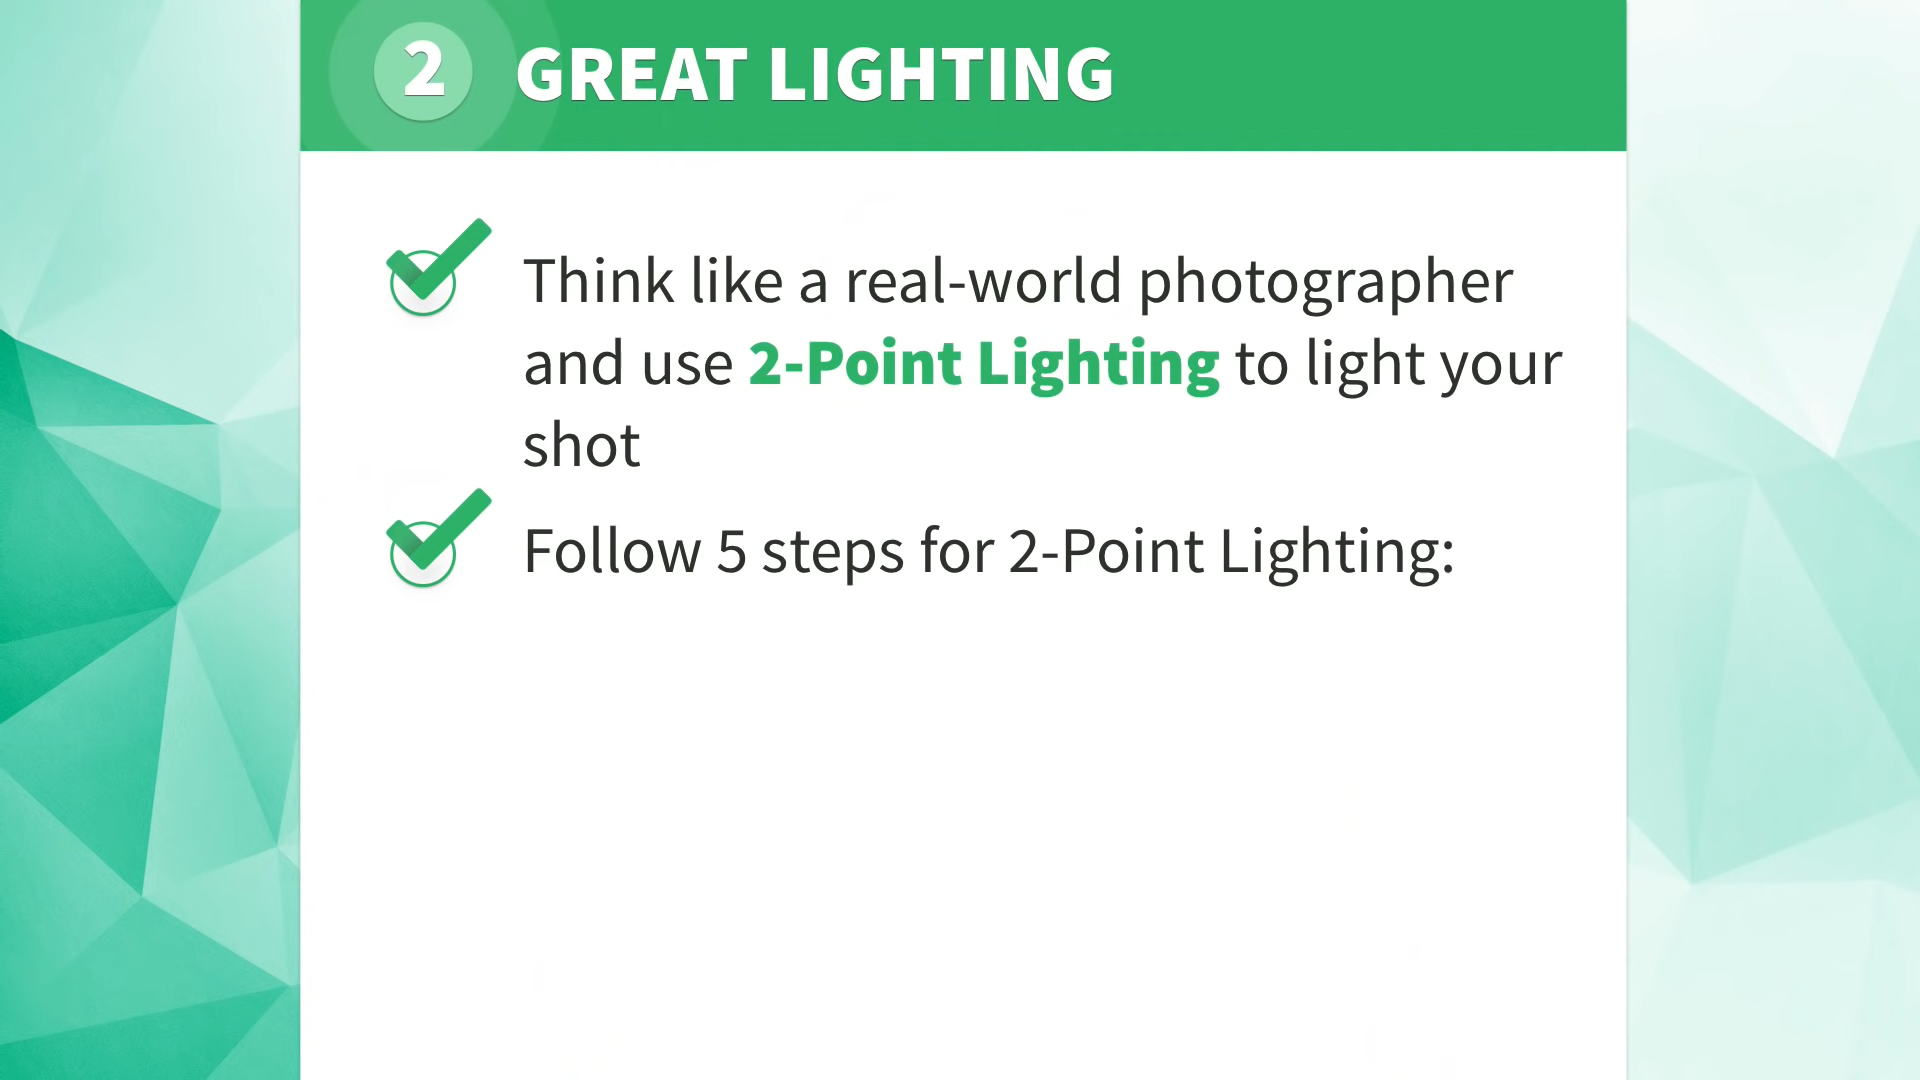 2 GREAT LIGHTING
Think like a real-world photographer
and use 2-Point Lighting to light your
shot
Follow 5 steps for 2-Point Lighting: